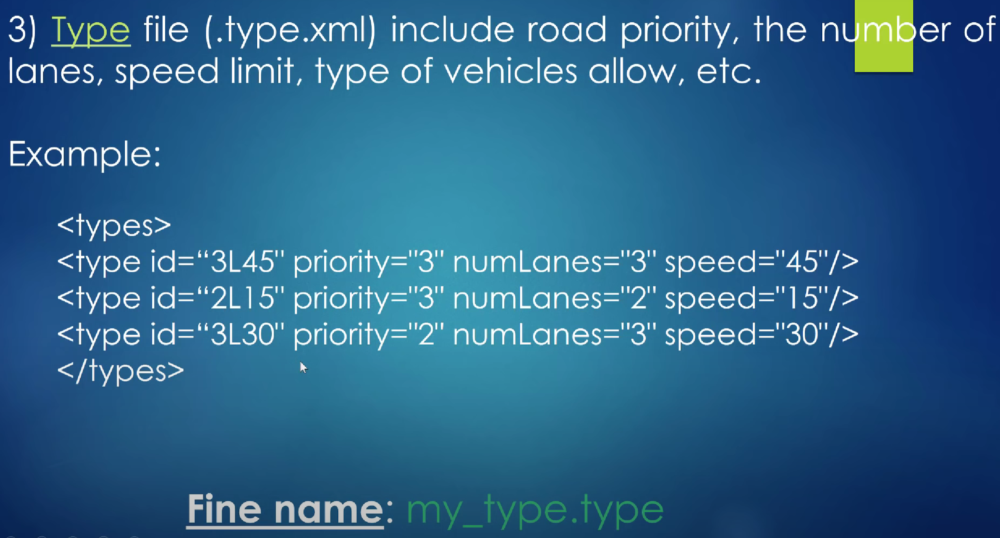 3) Type file (.type.xml) include road priority, the number of
lanes, speed limit, type of vehicles allow, etc.
Example:
<types>
<type id=“3L45" priority="3" numLanes="3" speed="45"/>
<type id=“2L15" priority="3" numLanes="2" speed="15"/>
<type id=“3L30" priority="2" numLanes="3" speed="30"/>
</types>
Fine name: my_type.type